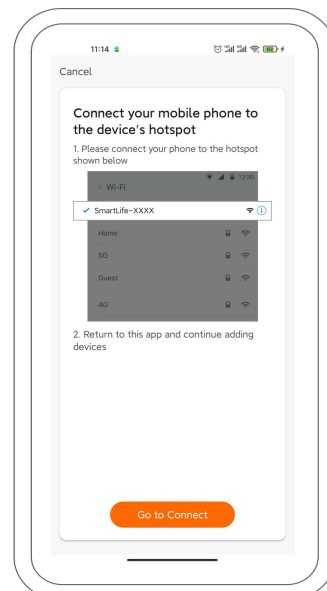 11:14
Cancel
Connect your mobile phone to
the device's hotspot
1. Please connect your phone to the hotspot
shown below
12:30
Wi-Fi
SmartLife-XXXX
Home
5G
Guest
4G
2. Return to this app and continue adding
devices
Go to Connect